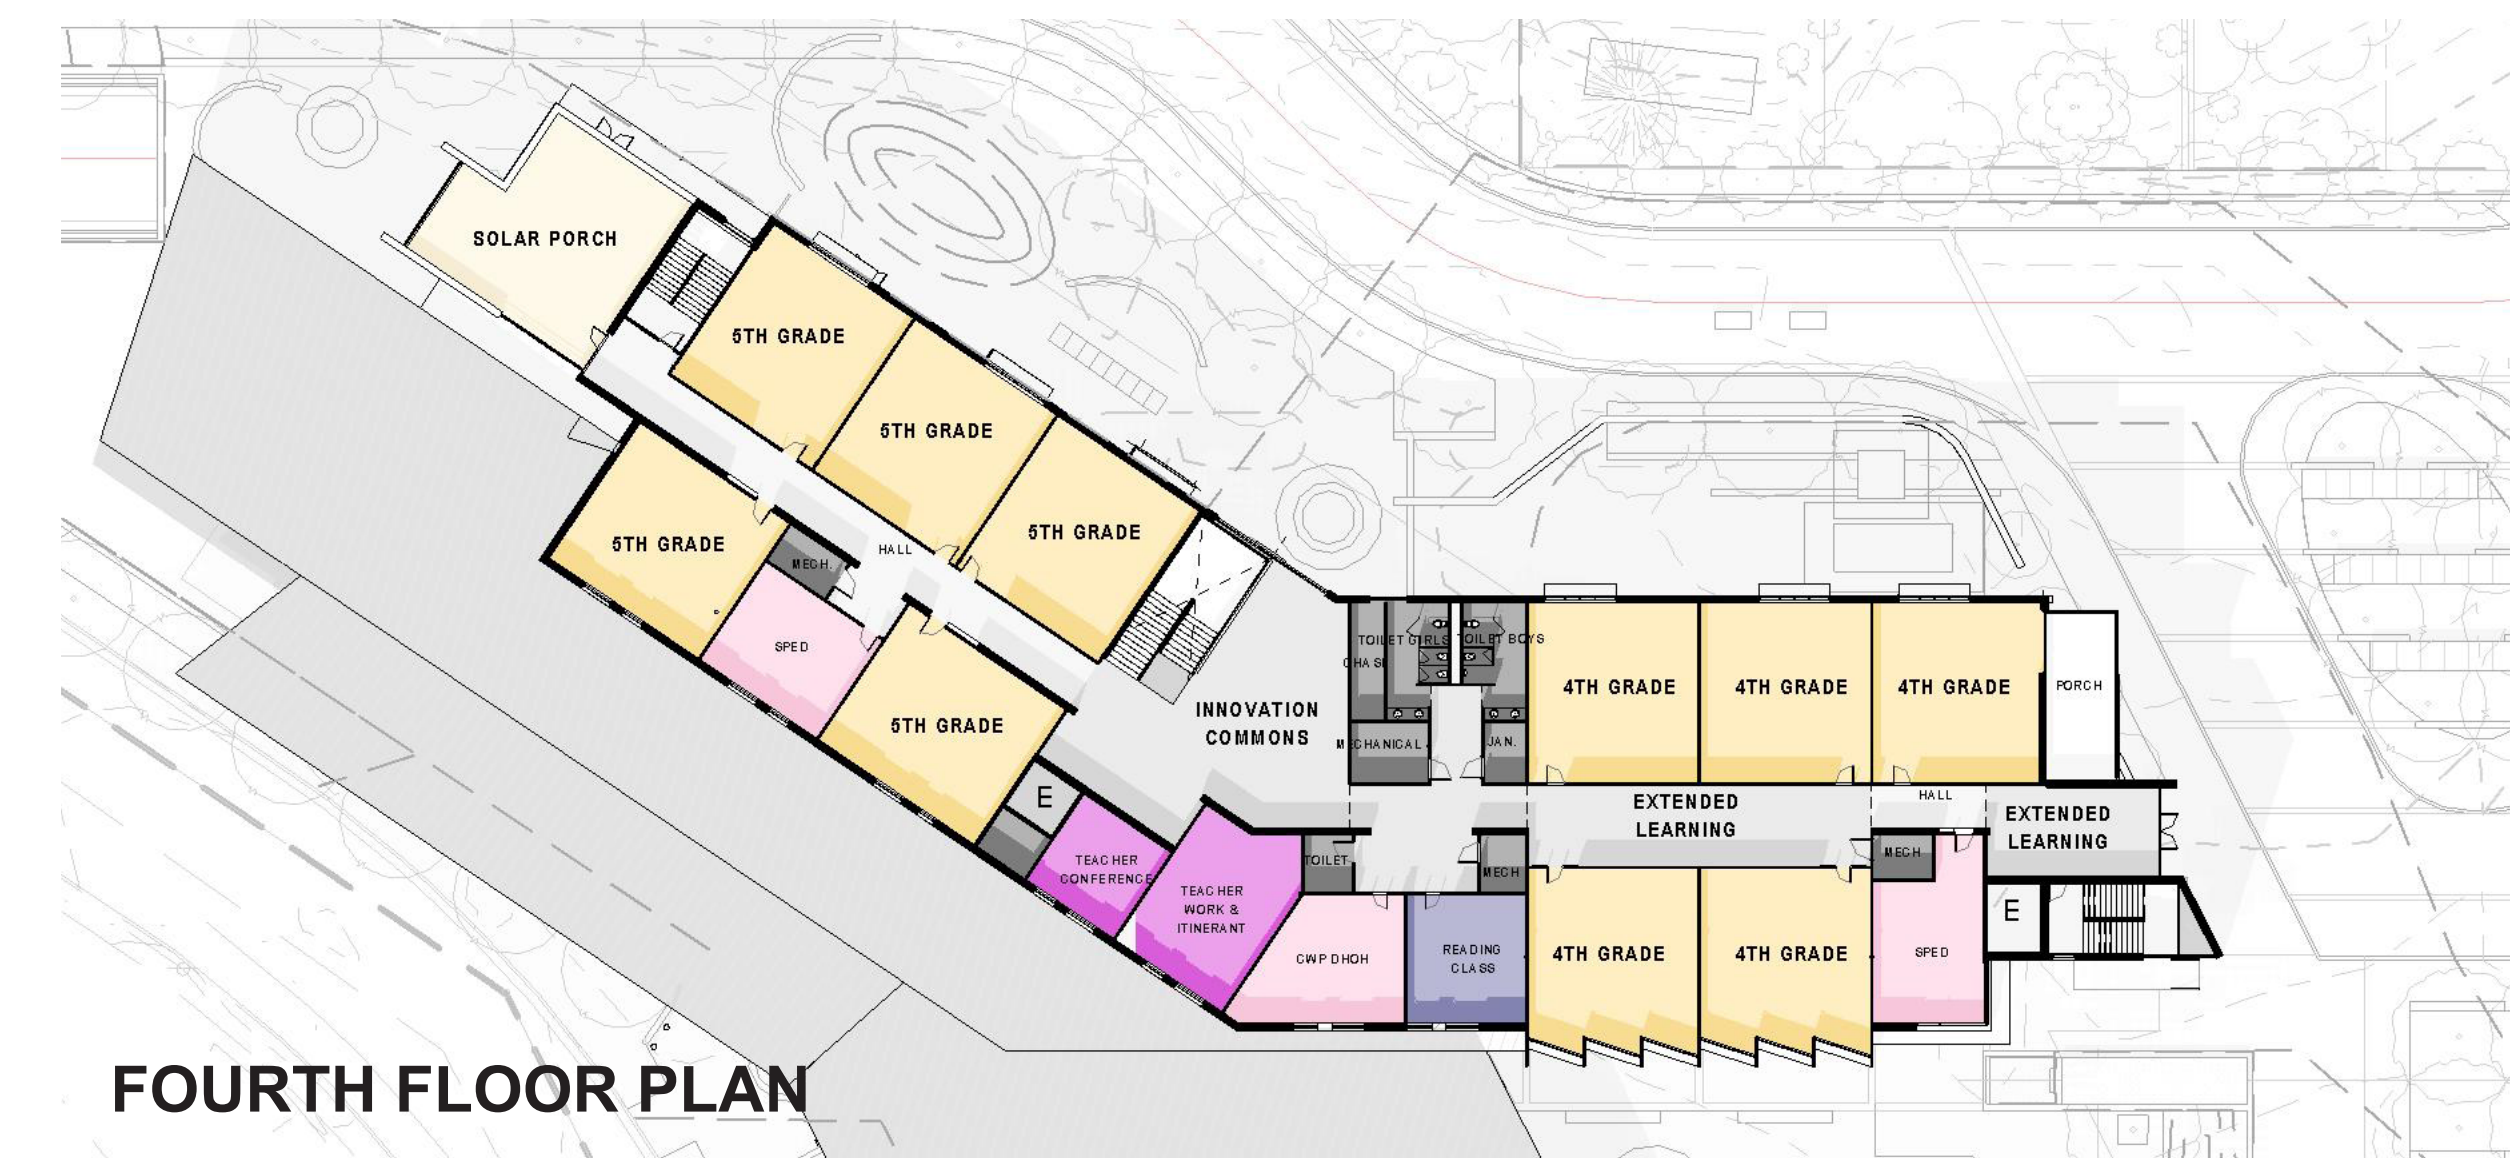 SOLAR PORCH
5TH GRADE
5TH GRADE
5TH GRADE
5TH GRADE
MECH.
HALL
SPED
5TH GRADE
INNOVATION
COMMONS
TOILET GIRLS
TOILET BOYS
CHASE
MECHANICAL
JAN.
4TH GRADE
4TH GRADE
4TH GRADE
PORCH
E
TEACHER
CONFERENCE
TEACHER
WORK &
ITINERANT
TOILET
MECH
EXTENDED
LEARNING
HALL
EXTENDED
LEARNING
MECH
CWP DHOH
READING
CLASS
4TH GRADE
4TH GRADE
SPED
E
FOURTH FLOOR PLAN